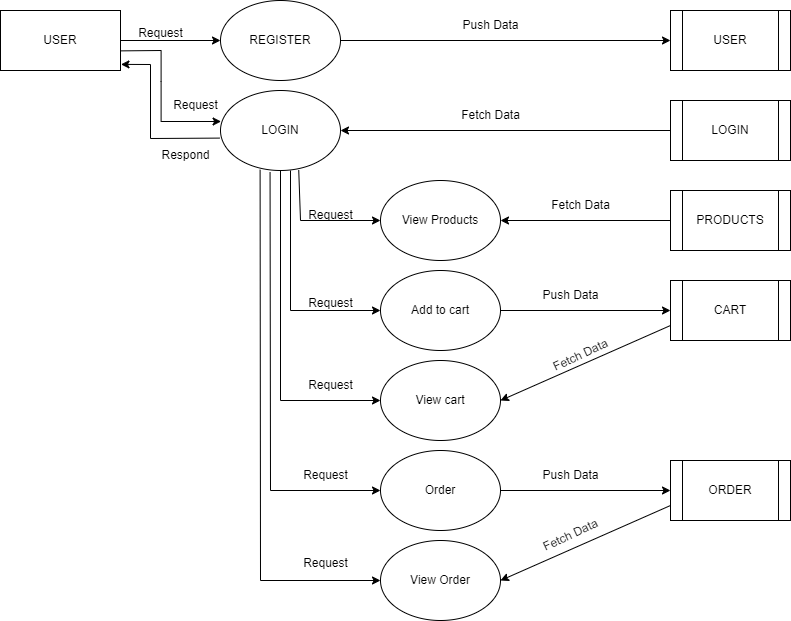 USER
Request
REGISTER
Push Data
USER
Request
LOGIN
Respond
Fetch Data
LOGIN
Request
View Products
Fetch Data
PRODUCTS
Request
Add to cart
Push Data
CART
Fetch Data
Request
View cart
Request
Order
Push Data
ORDER
Fetch Data
Request
View Order